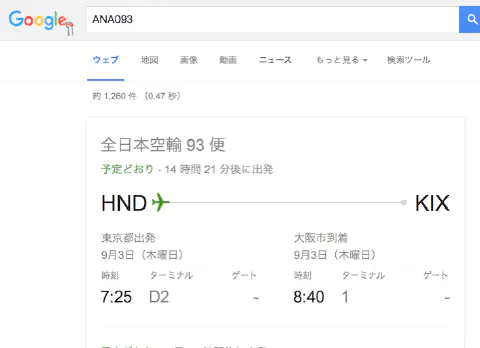 Google
ANA093
ウェブ 地図 画像 動画 ニュース もっと見る 検索ツール
約 1,260 件 （0.47 秒）
全日本空輸 93 便
予定どおり - 14 時間 21 分後に出発
HND KIX
東京都出発 大阪市到着
9月3日（木曜日） 9月3日（木曜日）
時刻 ターミナル ゲート 時刻 ターミナル ゲート
7:25 D2 - 8:40 1 -